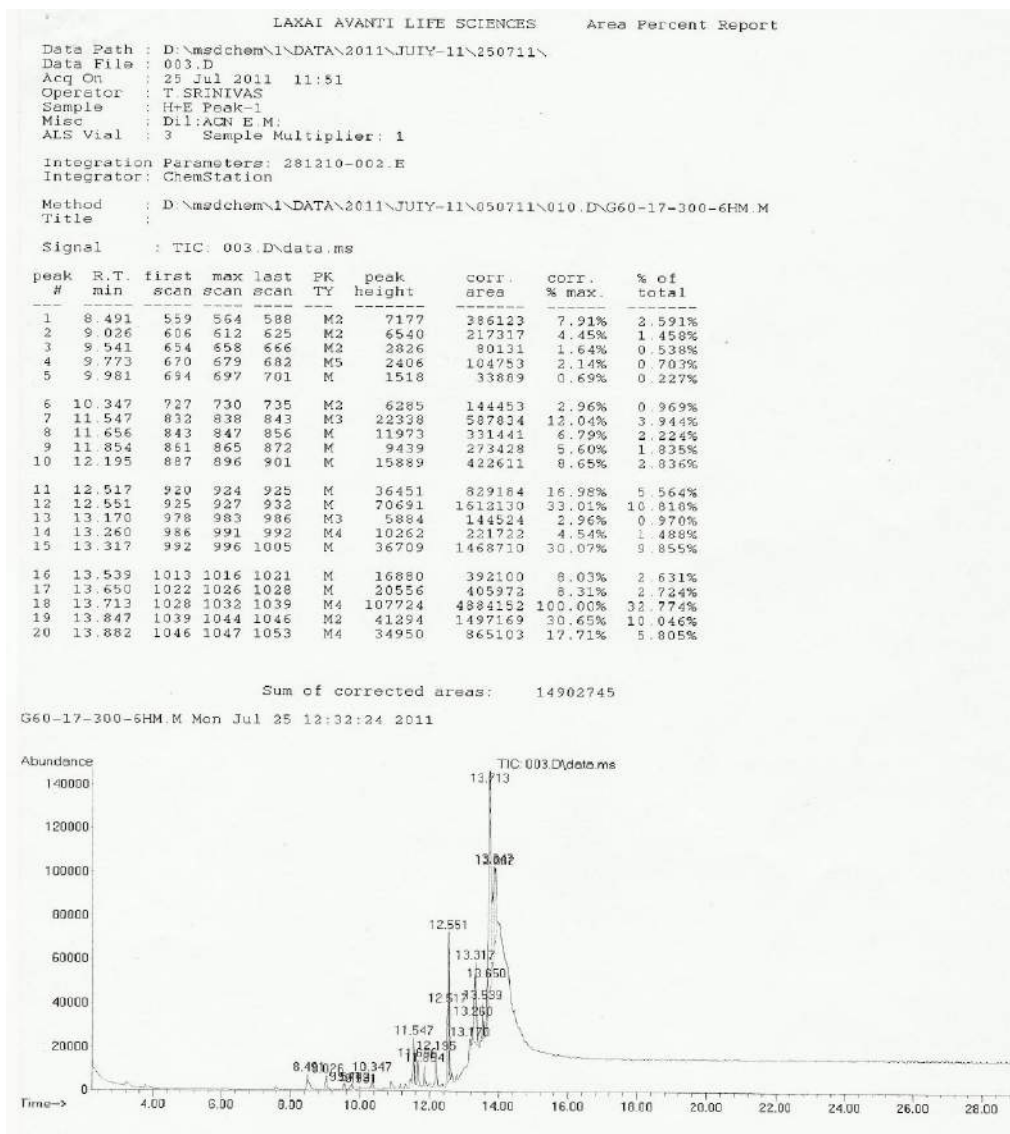 LAXAI AVANTI LIFE SCIENCES Area Percent Report
Data Path : D:\msdchem\1\DATA\2011\JUIY-11\250711\
Data File : 003.D
Acq On : 25 Jul 2011 11:51
Operator : T.SRINIVAS
Sample : H+E Peak-1
Misc : Dil:ACN E.M:
ALS Vial : 3 Sample Multiplier: 1
Integration Parameters: 281210-002.E
Integrator: ChemStation
Method : D:\msdchem\1\DATA\2011\JUIY-11\050711\010.D\G60-17-300-6HM.M
Title :
Signal : TIC: 003.D\data.ms
peak R.T. first max last PK peak corr. corr. % of
# min scan scan scan TY height area % max. total
1 8.491 559 564 588 M2 7177 386123 7.91% 2.591%
2 9.026 606 612 625 M2 6540 217317 4.45% 1.458%
3 9.541 654 658 666 M2 2826 80131 1.64% 0.538%
4 9.773 670 679 682 M5 2406 104753 2.14% 0.703%
5 9.981 694 697 701 M 1518 33889 0.69% 0.227%
6 10.347 727 730 735 M2 6285 144453 2.96% 0.969%
7 11.547 832 838 843 M3 22338 587834 12.04% 3.944%
8 11.656 843 847 856 M 11973 331441 6.79% 2.224%
9 11.854 861 865 872 M 9439 273428 5.60% 1.835%
10 12.195 887 896 901 M 15889 422611 8.65% 2.836%
11 12.517 920 924 925 M 36451 829184 16.98% 5.564%
12 12.551 925 927 932 M 70691 1612130 33.01% 10.818%
13 13.170 978 983 986 M3 5884 144524 2.96% 0.970%
14 13.260 986 991 992 M4 10262 221722 4.54% 1.488%
15 13.317 992 996 1005 M 36709 1468710 30.07% 9.855%
16 13.539 1013 1016 1021 M 16880 392100 8.03% 2.631%
17 13.650 1022 1026 1028 M 20556 405972 8.31% 2.724%
18 13.713 1028 1032 1039 M4 107724 4884152 100.00% 32.774%
19 13.847 1039 1044 1046 M2 41294 1497169 30.65% 10.046%
20 13.882 1046 1047 1053 M4 34950 865103 17.71% 5.805%
Sum of corrected areas: 14902745
G60-17-300-6HM.M Mon Jul 25 12:32:24 2011
Abundance
TIC: 003.D\data.ms
13.713
140000
120000
100000
80000
12.551
13.317
60000
13.650
12.517 13.539
40000
13.260
11.547 13.170
20000
12.195
8.491 10.347
0
Time-->
4.00 6.00 8.00 10.00 12.00 14.00 16.00 18.00 20.00 22.00 24.00 26.00 28.00